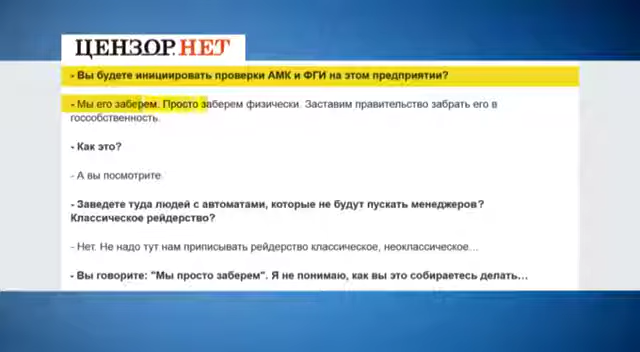 ЦЕНЗОР.НЕТ
- Вы будете инициировать проверки АМК и ФГИ на этом предприятии?
- Мы его заберем. Просто заберем физически. Заставим правительство забрать его в
госсобственность.
- Как это?
- А вы посмотрите.
- Заведете туда людей с автоматами, которые не будут пускать менеджеров?
Классическое рейдерство?
- Нет. Не надо тут нам приписывать рейдерство классическое, неоклассическое…
- Вы говорите: "Мы просто заберем". Я не понимаю, как вы это собираетесь делать…